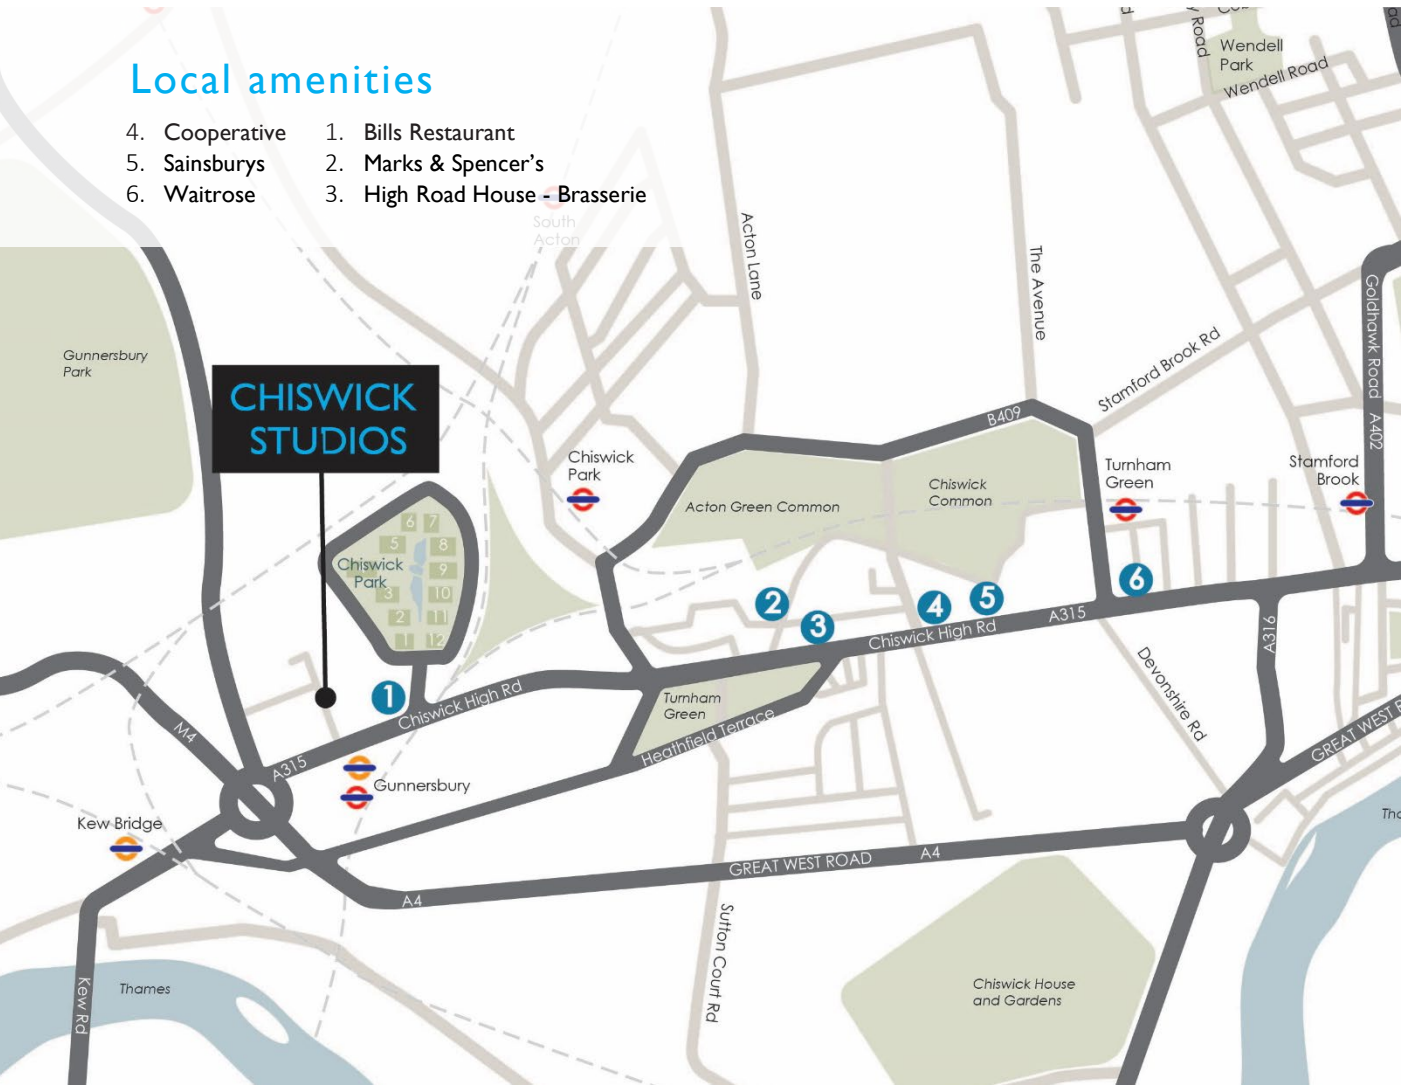 Local amenities
4. Cooperative
5. Sainsburys
6. Waitrose
1. Bills Restaurant
2. Marks & Spencer’s
3. High Road House - Brasserie
South
Acton
Wendell
Park
Wendell Road
Road
Acton Lane
The Avenue
Stamford Brook Rd
Goldhawk Road A402
Gunnersbury
Park
CHISWICK
STUDIOS
Chiswick
Park
B409
Acton Green Common
Chiswick
Common
Turnham
Green
Stamford
Brook
6 7
5 8
Chiswick
Park
9
3 10
2 11
1 12
2
3
4
5
6
1
Chiswick High Rd
A315
Chiswick High Rd
A315
A316
Devonshire Rd
Turnham
Green
Heathfield Terrace
M4
Gunnersbury
Kew Bridge
GREAT WEST
GREAT WEST ROAD A4
A4
Sutton Court Rd
Kew Rd
Thames
Chiswick House
and Gardens